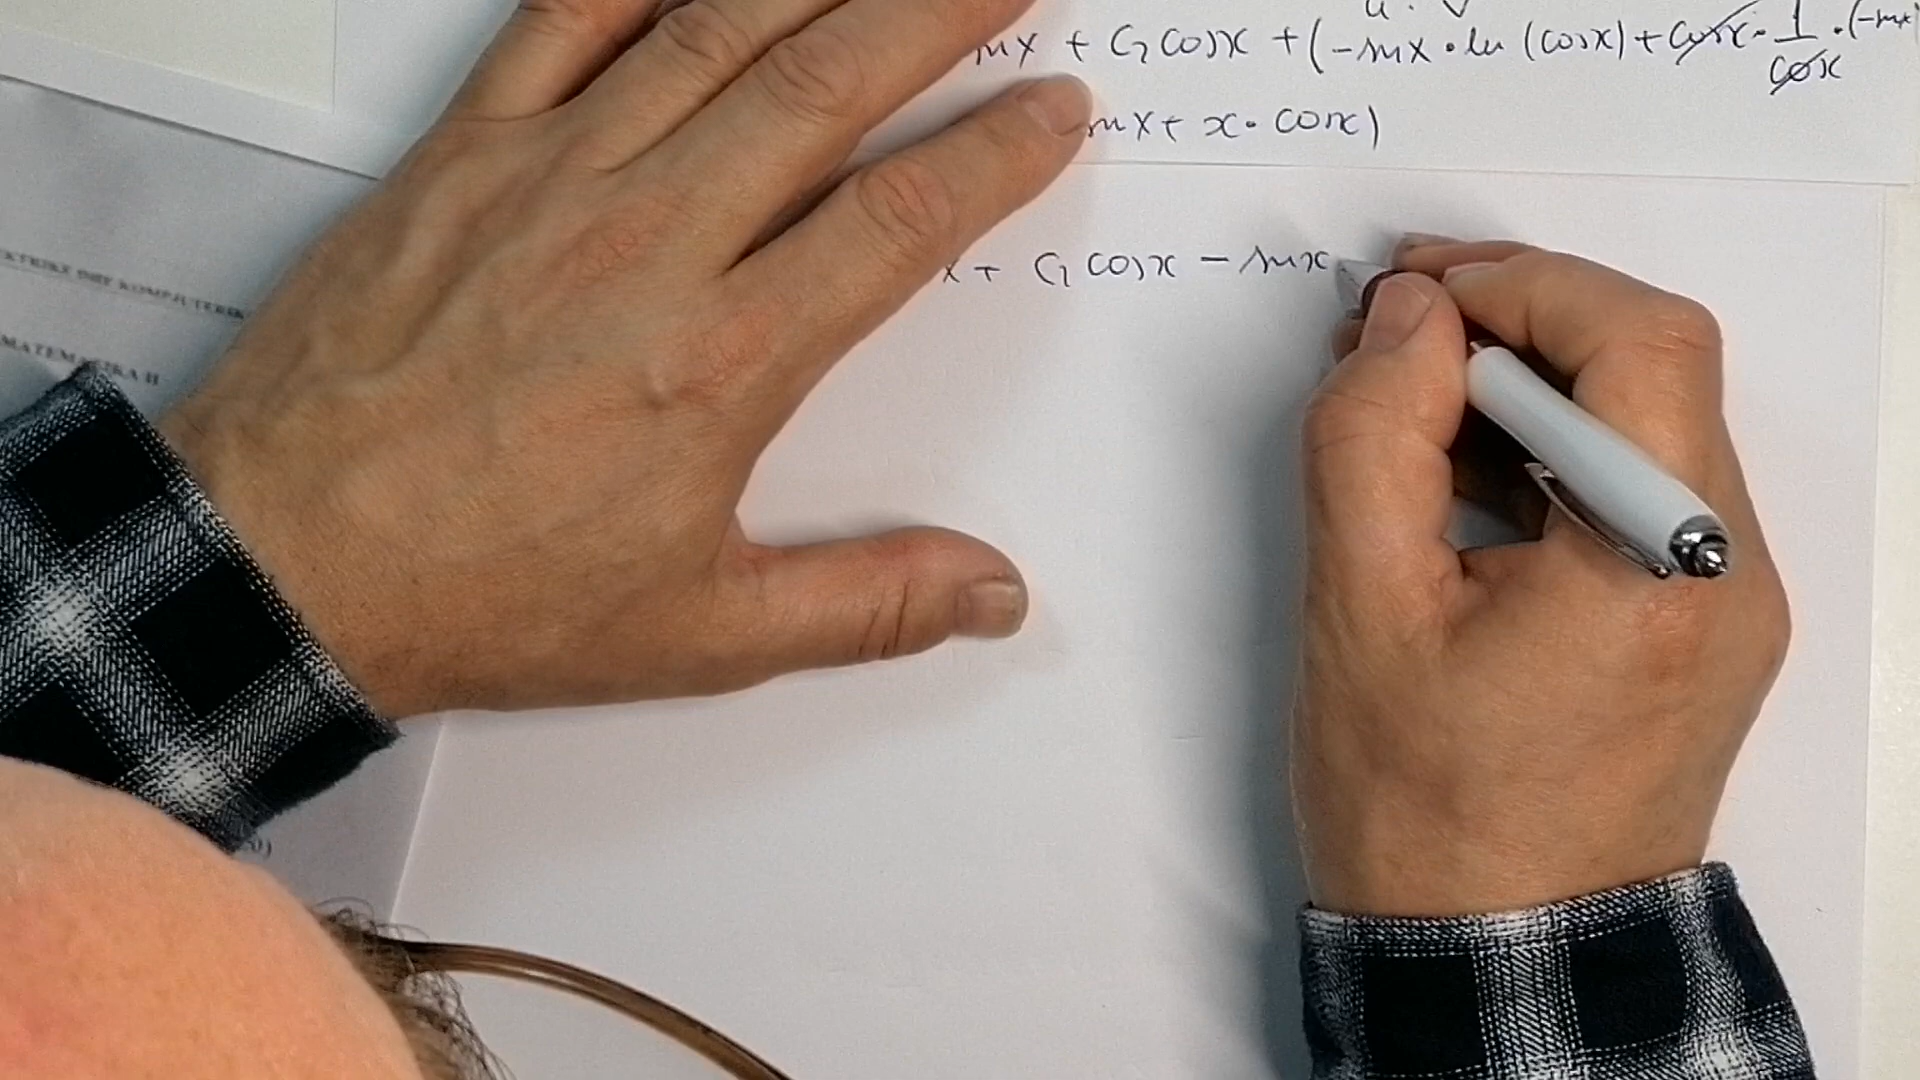 u · v
sinx + C₁ cosx + (-sinx · ln (cosx) + cosx · 1/cosx · (-sinx)
sinx + x · cosx)
x + C₁ cosx - sinx
MATEMATIKA II